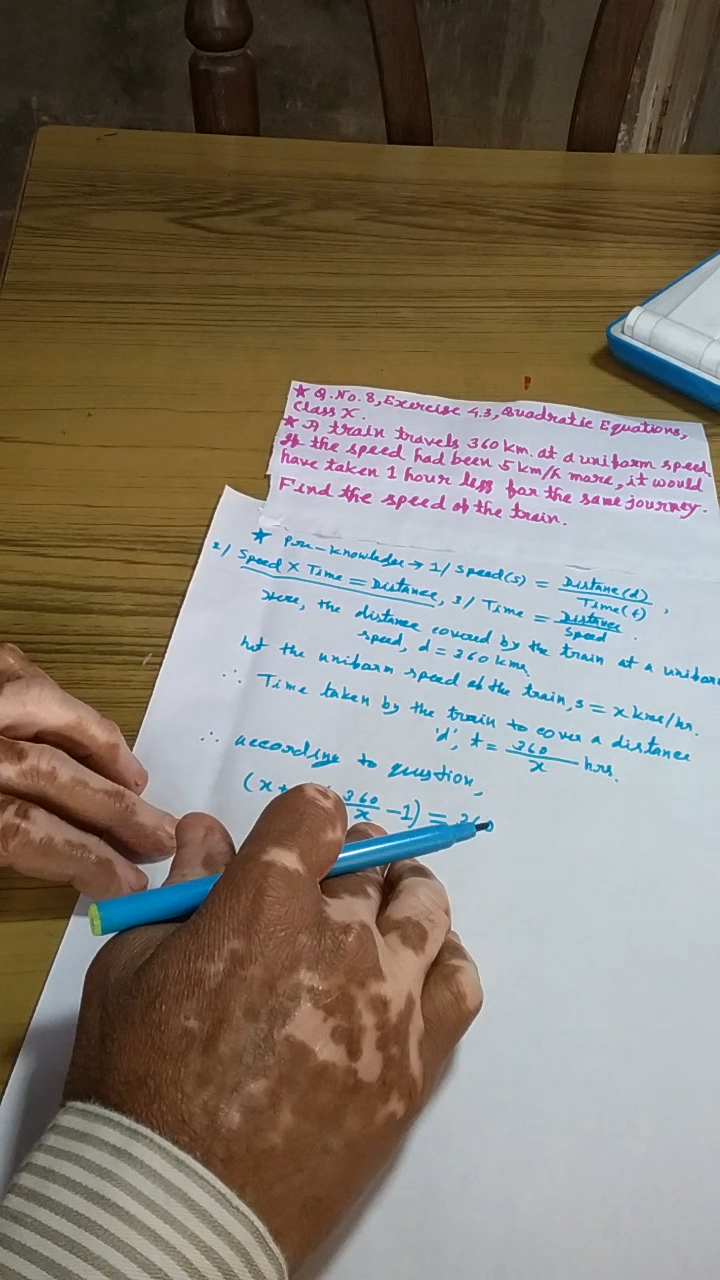 ★ Q.No. 8, Exercise 4.3, Quadratic Equations,
Class X.
★ A train travels 360 km at a uniform speed.
If the speed had been 5 km/h more, it would
have taken 1 hour less for the same journey.
Find the speed of the train.
★ Pre-knowledge → 1/ Speed(s) = Distane(d)/Time(t),
2/ Speed × Time = Distance, 3/ Time = Distance/Speed.
Here, the distance covered by the train at a uniform
speed, d = 360 kms
let the uniform speed of the train, s = x kms/hr.
∴ Time taken by the train to cover a distance
'd', t = 360/x hrs.
∴ according to question,
(x+ 360/x -1) = 360